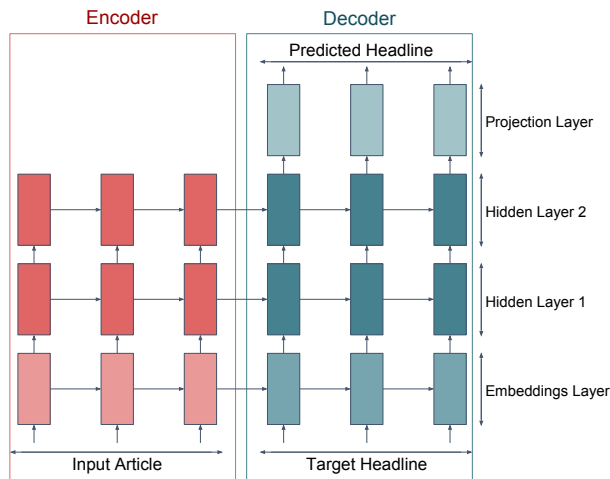 Encoder
Decoder
Predicted Headline
Projection Layer
Hidden Layer 2
Hidden Layer 1
Embeddings Layer
Input Article
Target Headline